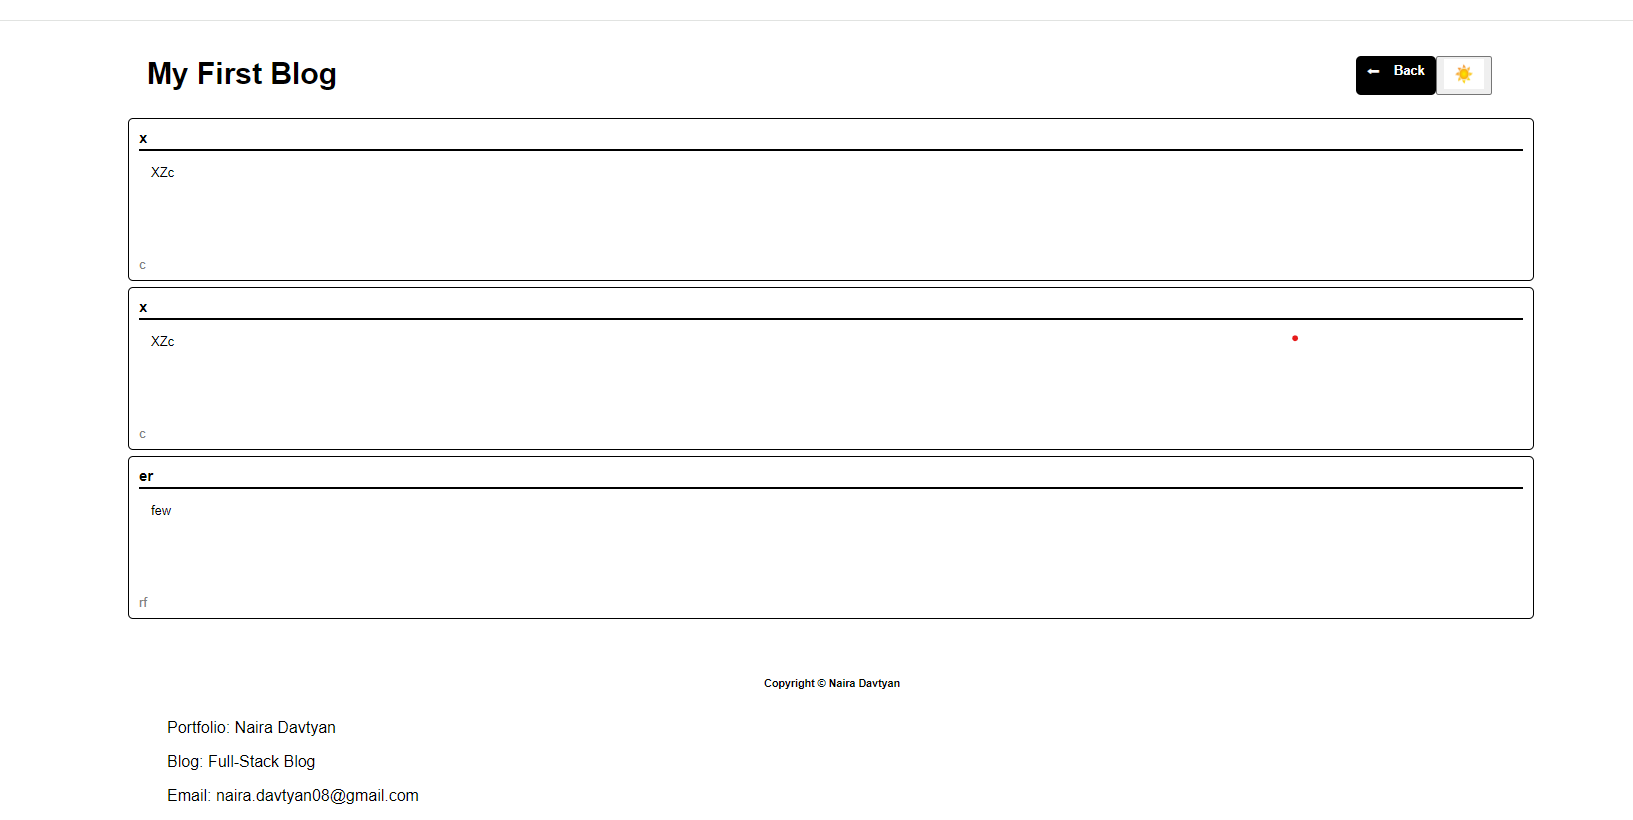 My First Blog
⬅ Back ☀️
x
XZc
c
x
XZc
c
er
few
rf
Copyright © Naira Davtyan
Portfolio: Naira Davtyan
Blog: Full-Stack Blog
Email: naira.davtyan08@gmail.com